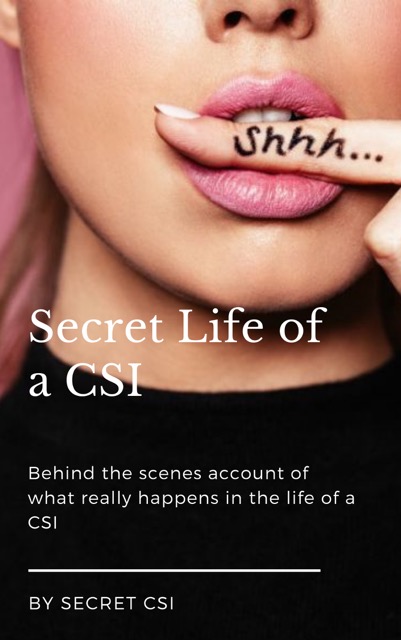 Shhh...
Secret Life of
a CSI
Behind the scenes account of
what really happens in the life of a
CSI
BY SECRET CSI